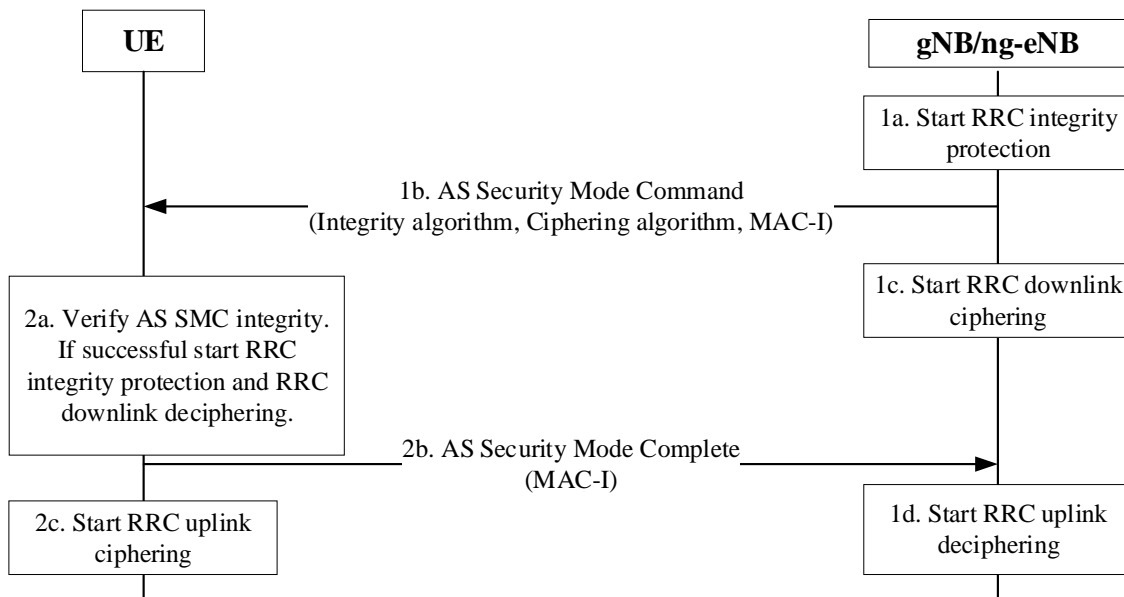 UE
gNB/ng-eNB
1a. Start RRC integrity
protection
1b. AS Security Mode Command
(Integrity algorithm, Ciphering algorithm, MAC-I)
1c. Start RRC downlink
ciphering
2a. Verify AS SMC integrity.
If successful start RRC
integrity protection and RRC
downlink deciphering.
2b. AS Security Mode Complete
(MAC-I)
2c. Start RRC uplink
ciphering
1d. Start RRC uplink
deciphering